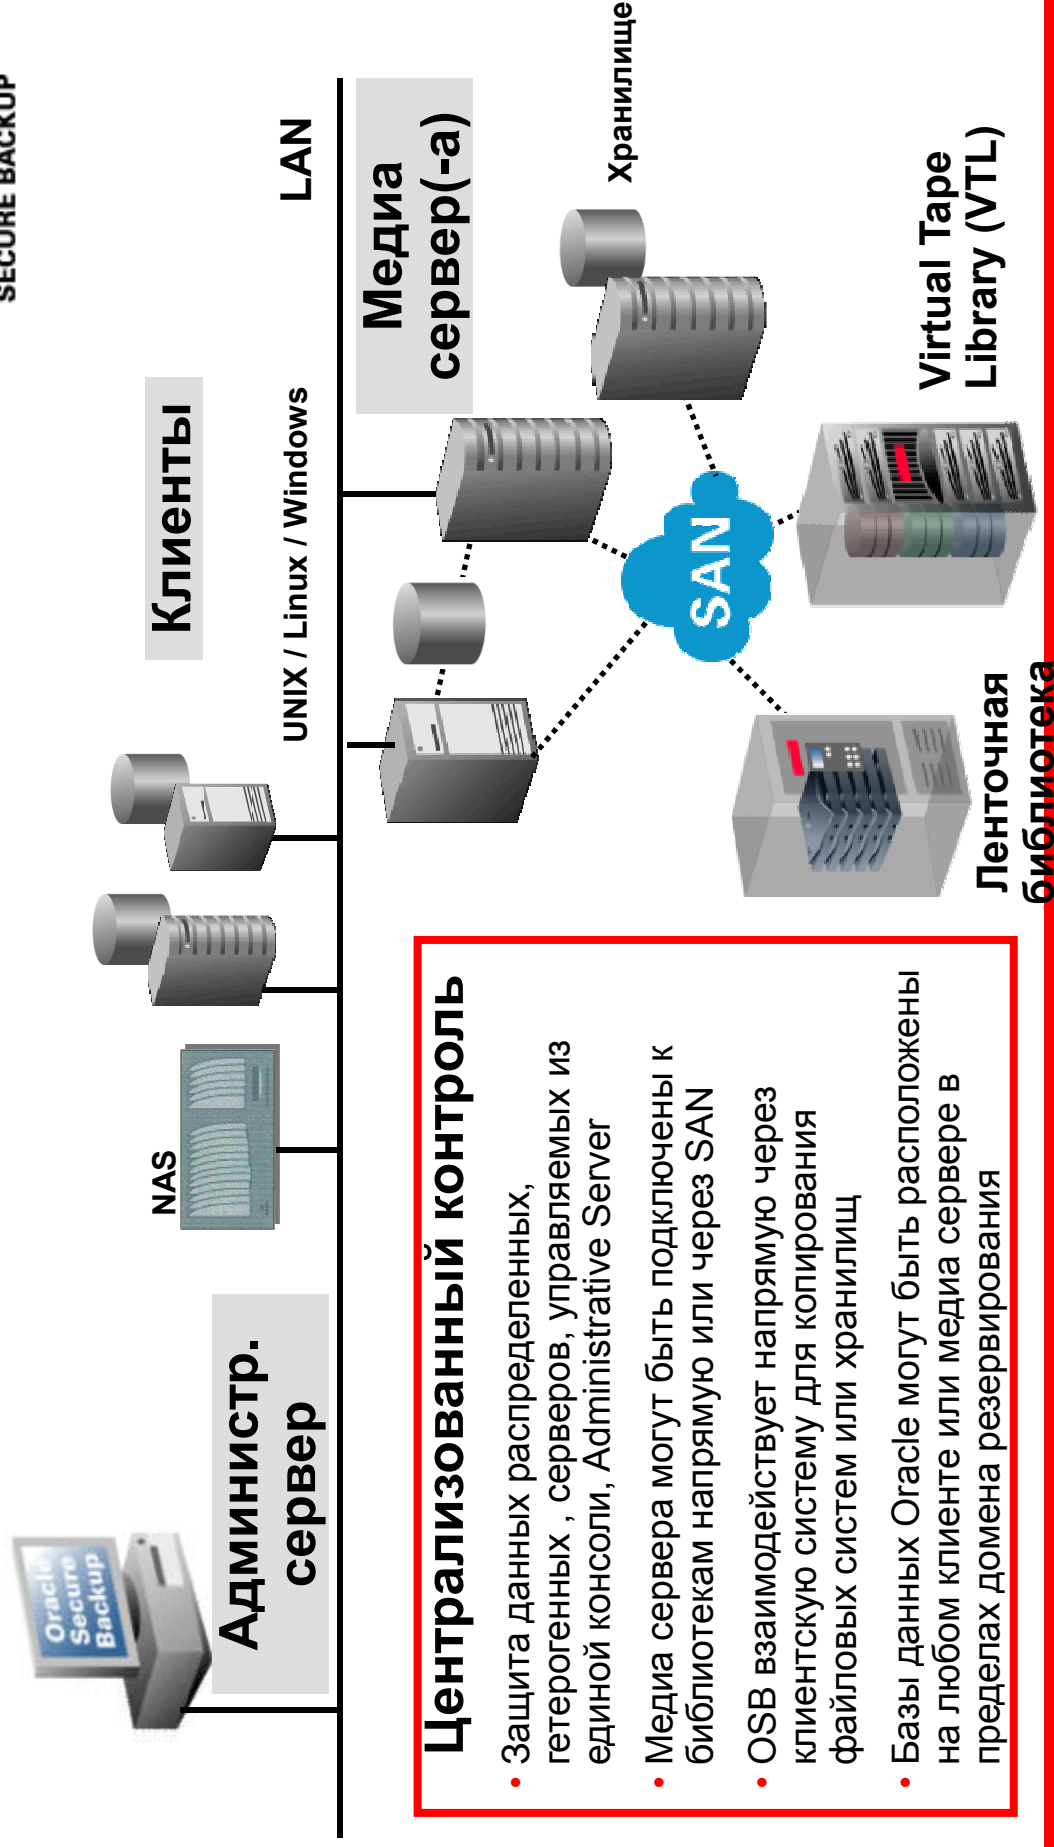 SECURE BACKUP
Oracle
Secure
Backup
Администр.
сервер
NAS
Клиенты
UNIX / Linux / Windows
LAN
Медиа
сервер(-а)
Хранилище
SAN
Ленточная
библиотека
Virtual Tape
Library (VTL)
Централизованный контроль
• Защита данных распределенных,
гетерогенных , серверов, управляемых из
единой консоли, Administrative Server
• Медиа сервера могут быть подключены к
библиотекам напрямую или через SAN
• OSB взаимодействует напрямую через
клиентскую систему для копирования
файловых систем или хранилищ
• Базы данных Oracle могут быть расположены
на любом клиенте или медиа сервере в
пределах домена резервирования